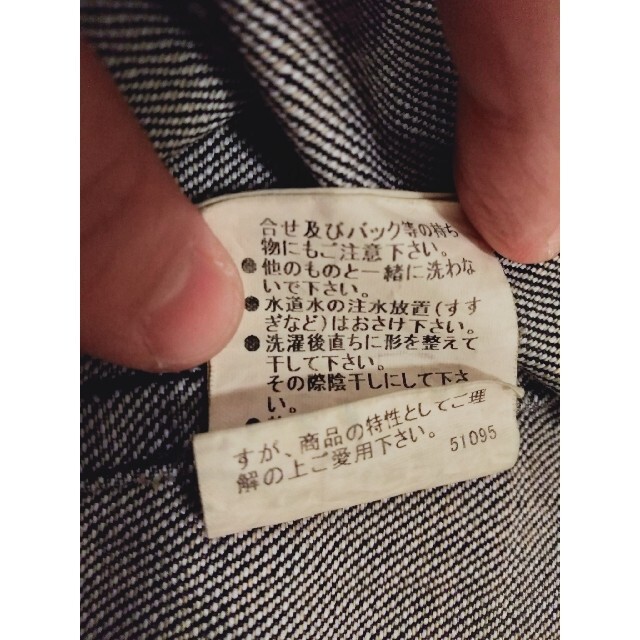 合せ及びバック等の持ち
物にもご注意下さい。
●他のものと一緒に洗わな
いで下さい。
●水道水の注水放置(すす
ぎなど)はおさけ下さい。
●洗濯後直ちに形を整えて
干して下さい。
その際陰干しにして下さ
い。
すが、商品の特性としてご理
解の上ご愛用下さい。 51095